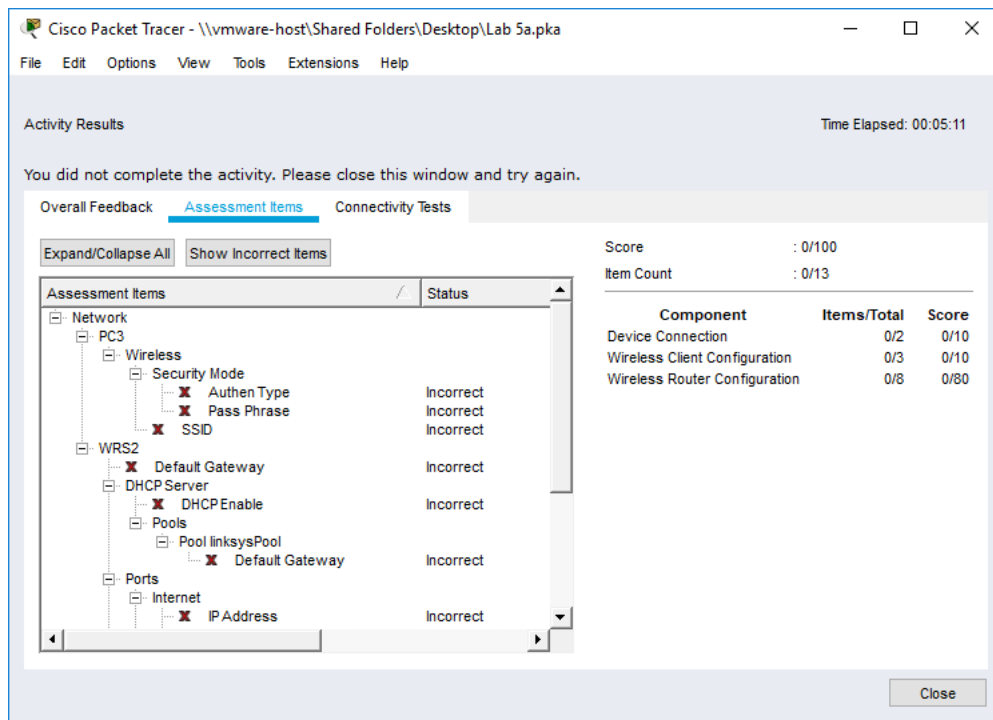 Cisco Packet Tracer - \\vmware-host\Shared Folders\Desktop\Lab 5a.pka
File Edit Options View Tools Extensions Help
Activity Results Time Elapsed: 00:05:11
You did not complete the activity. Please close this window and try again.
Overall Feedback Assessment Items Connectivity Tests
Expand/Collapse All Show Incorrect Items
Score : 0/100
Item Count : 0/13
Assessment Items Status
Network
PC3
Wireless
Security Mode
Authen Type Incorrect
Pass Phrase Incorrect
SSID Incorrect
WRS2
Default Gateway Incorrect
DHCP Server
DHCP Enable Incorrect
Pools
Pool linksysPool
Default Gateway Incorrect
Ports
Internet
IP Address Incorrect
Component Items/Total Score
Device Connection 0/2 0/10
Wireless Client Configuration 0/3 0/10
Wireless Router Configuration 0/8 0/80
Close